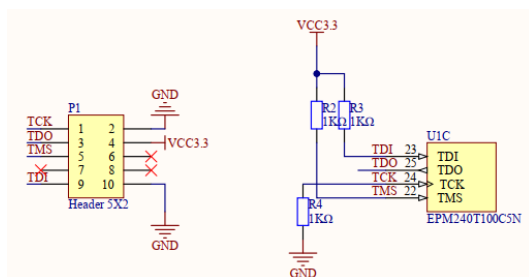 VCC3.3
GND
P1
TCK 1 2
TDO 3 4 VCC3.3
TMS 5 6
7 8
TDI 9 10
Header 5X2
GND
R2
1KΩ
R3
1KΩ
U1C
TDI 23 TDI
TDO 25 TDO
TCK 24 TCK
TMS 22 TMS
R4
1KΩ
EPM240T100C5N
GND